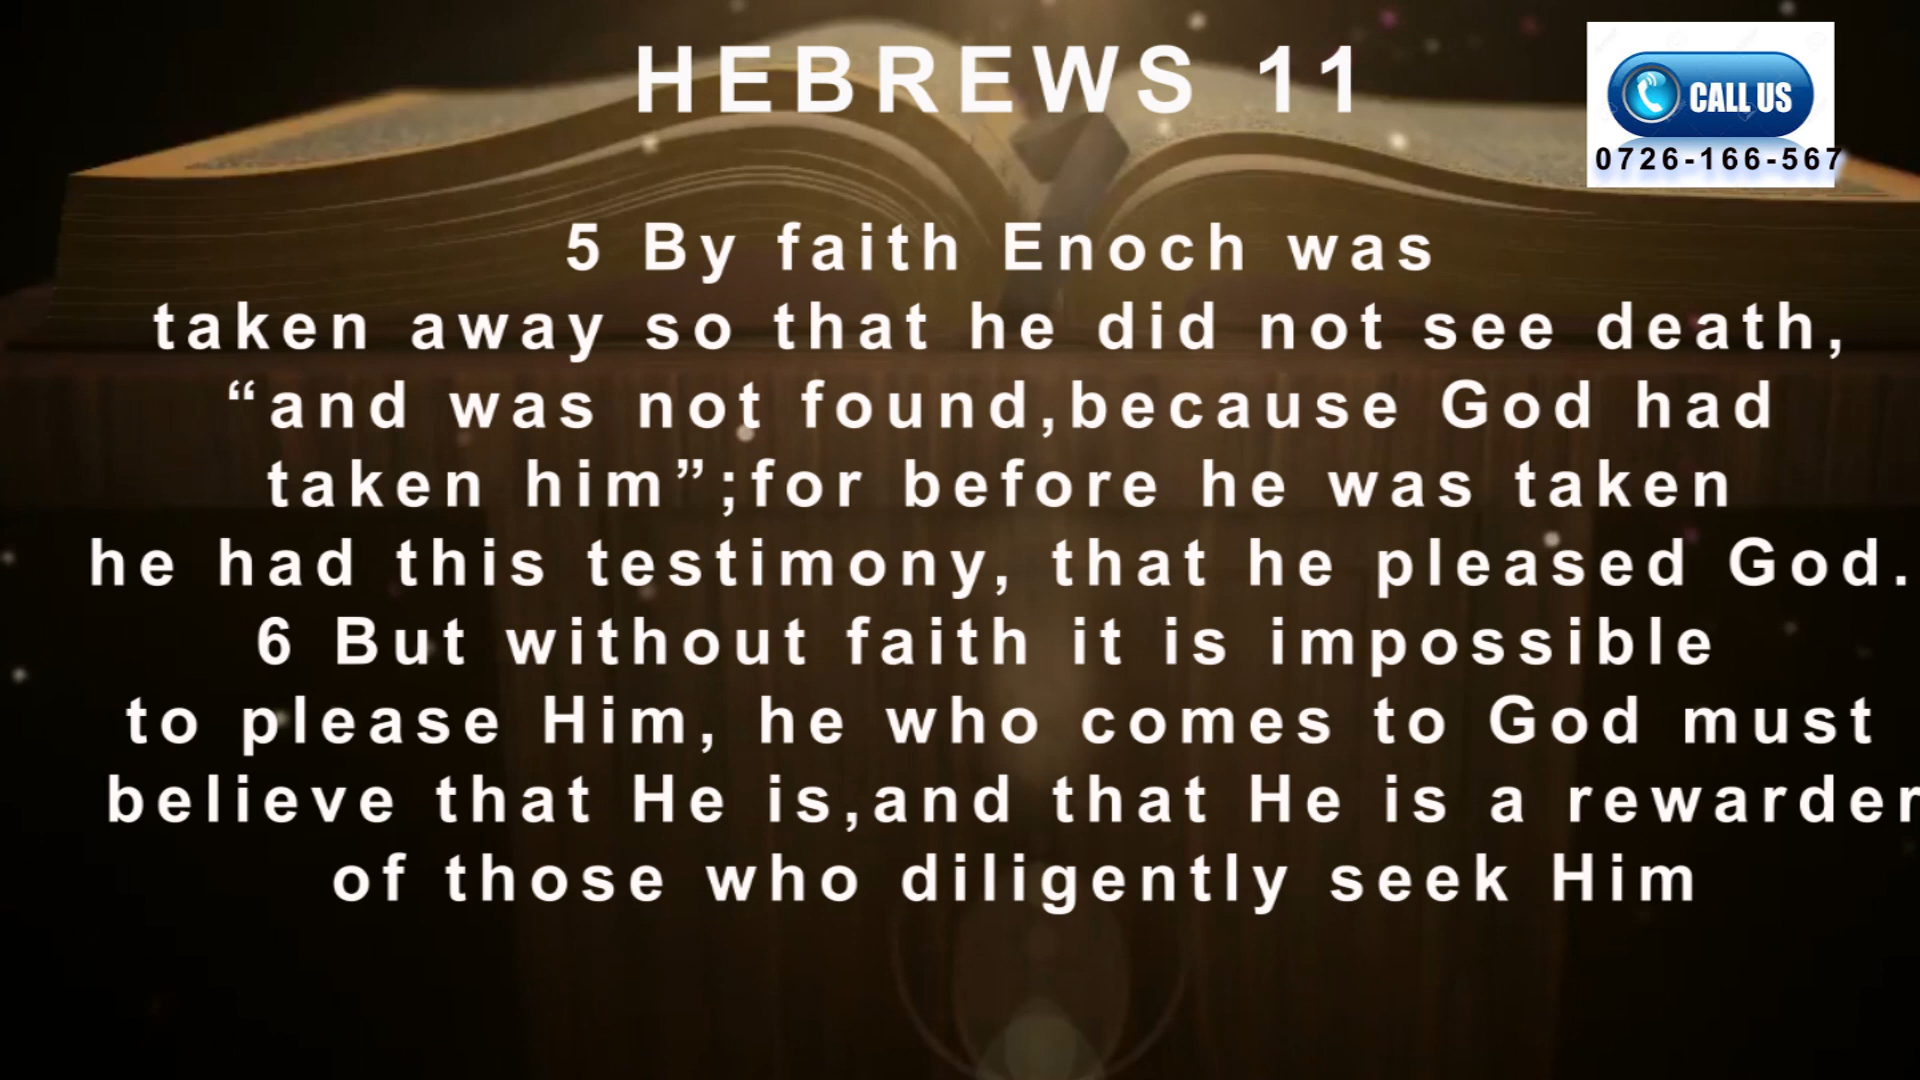 HEBREWS 11
CALL US
0726-166-567
5 By faith Enoch was
taken away so that he did not see death,
“and was not found,because God had
taken him”;for before he was taken
he had this testimony, that he pleased God.
6 But without faith it is impossible
to please Him, he who comes to God must
believe that He is,and that He is a rewarder
of those who diligently seek Him